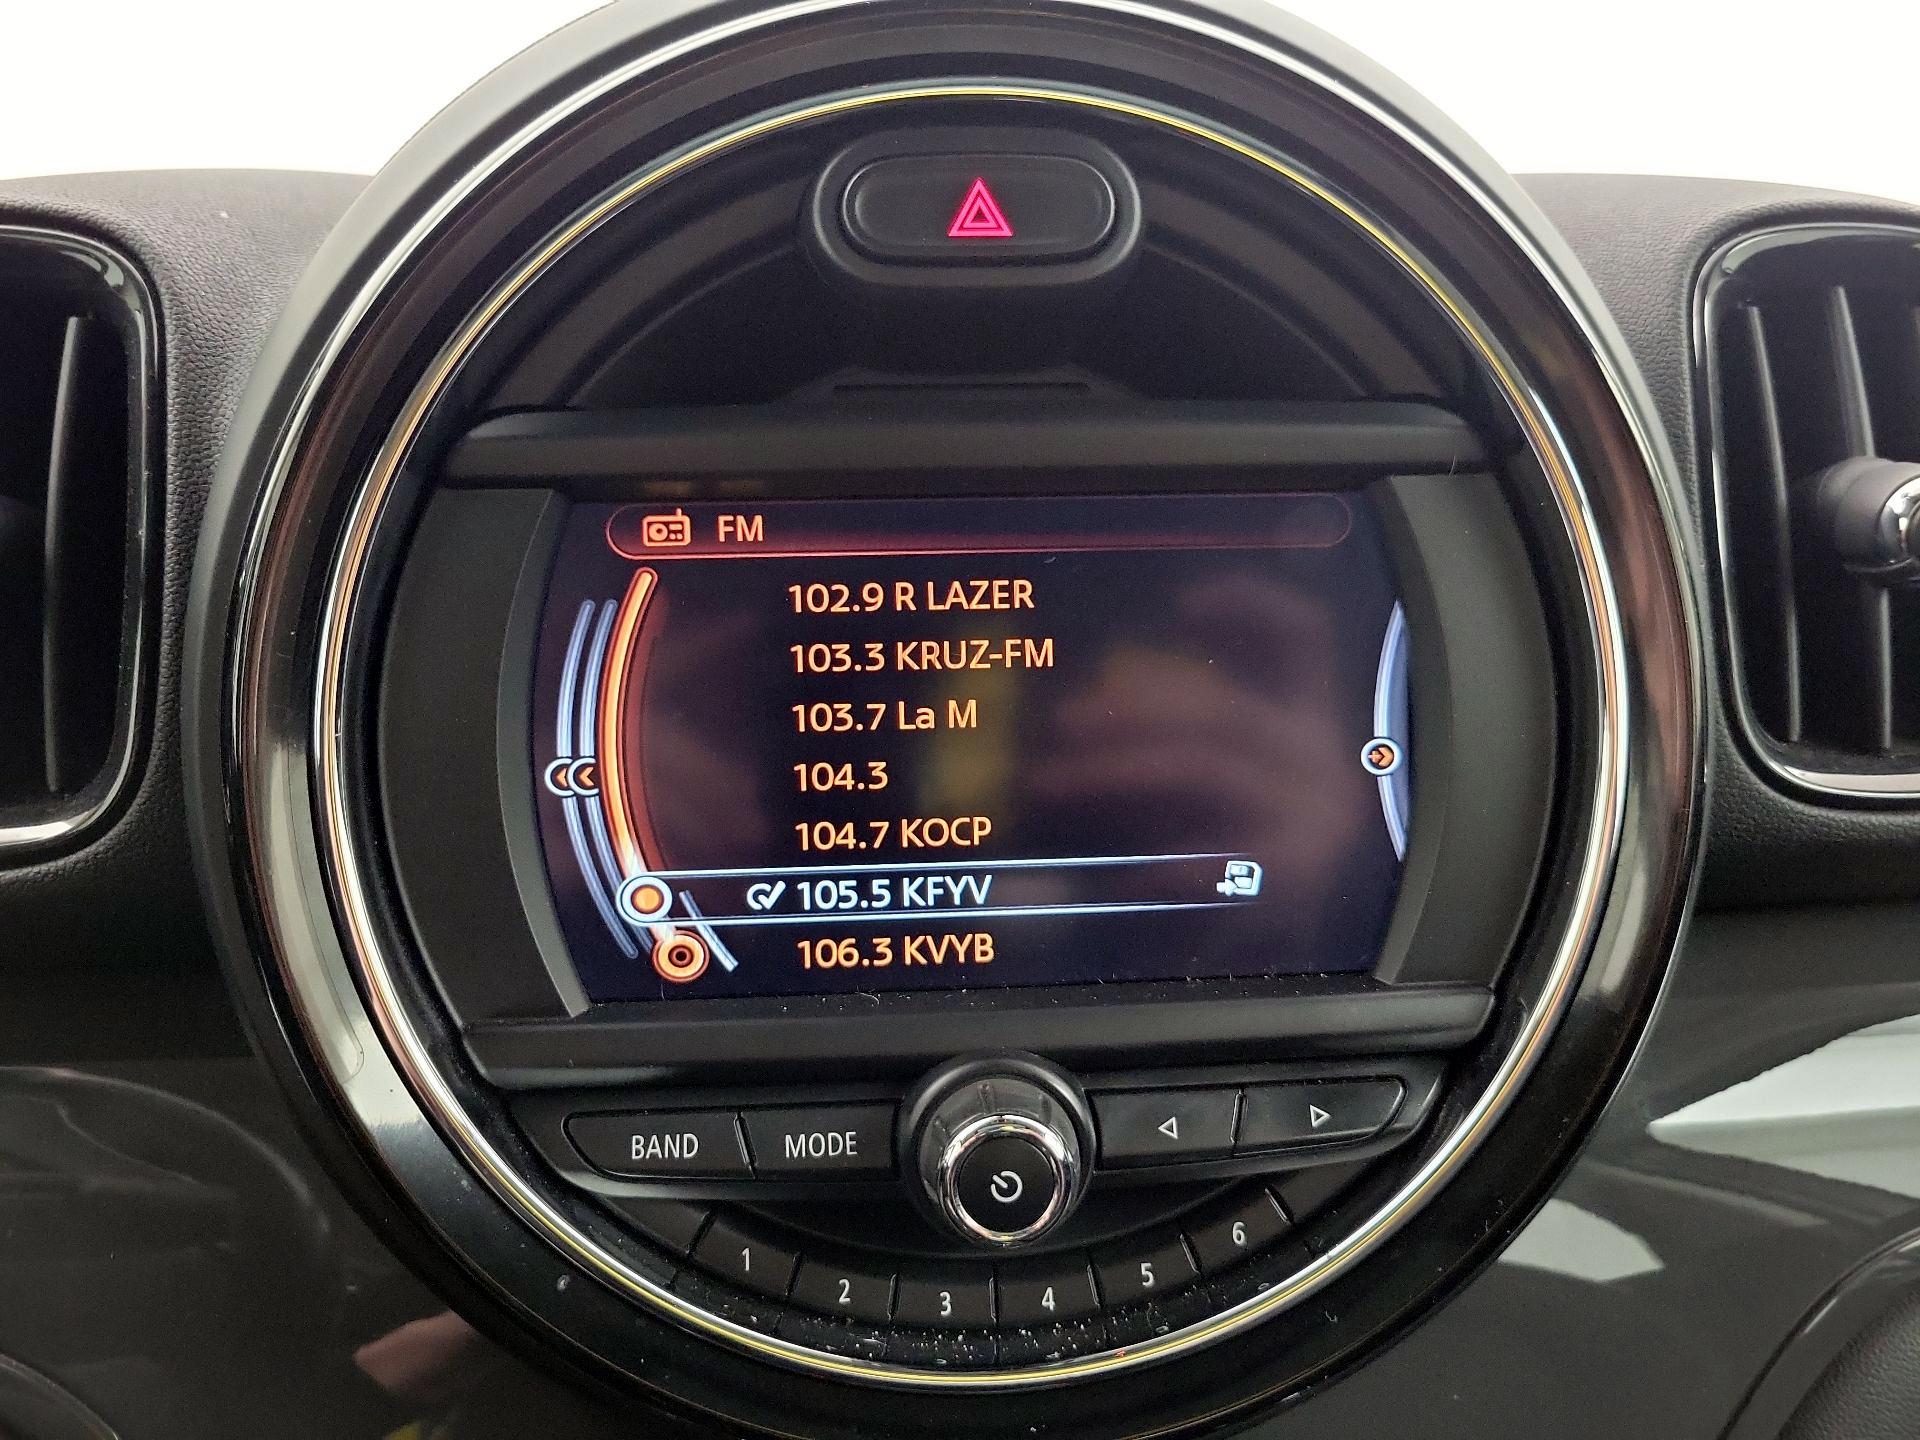 FM
102.9 R LAZER
103.3 KRUZ-FM
103.7 La M
104.3
104.7 KOCP
105.5 KFYV
106.3 KVYB
BAND MODE
1 2 3 4 5 6